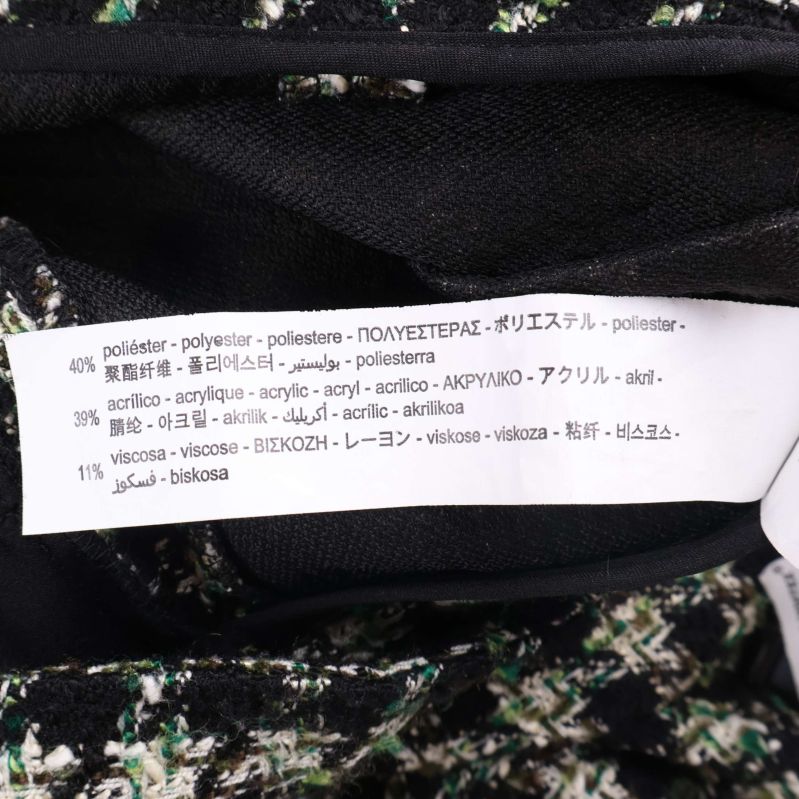 40% poliéster - polyester - poliestere - ΠΟΛΥΕΣΤΕΡΑΣ - ポリエステル - poliester -
聚酯纤维 - 폴리에스터 - بوليستير - poliesterra
39% acrílico - acrylique - acrylic - acryl - acrilico - ΑΚΡΥΛΙΚΟ - アクリル - akril -
腈纶 - 아크릴 - akrilik - أكريليك - acrílic - akrilikoa
11% viscosa - viscose - ΒΙΣΚΟΖΗ - レーヨン - viskose - viskoza - 粘纤 - 비스코스 -
فسكوز - biskosa